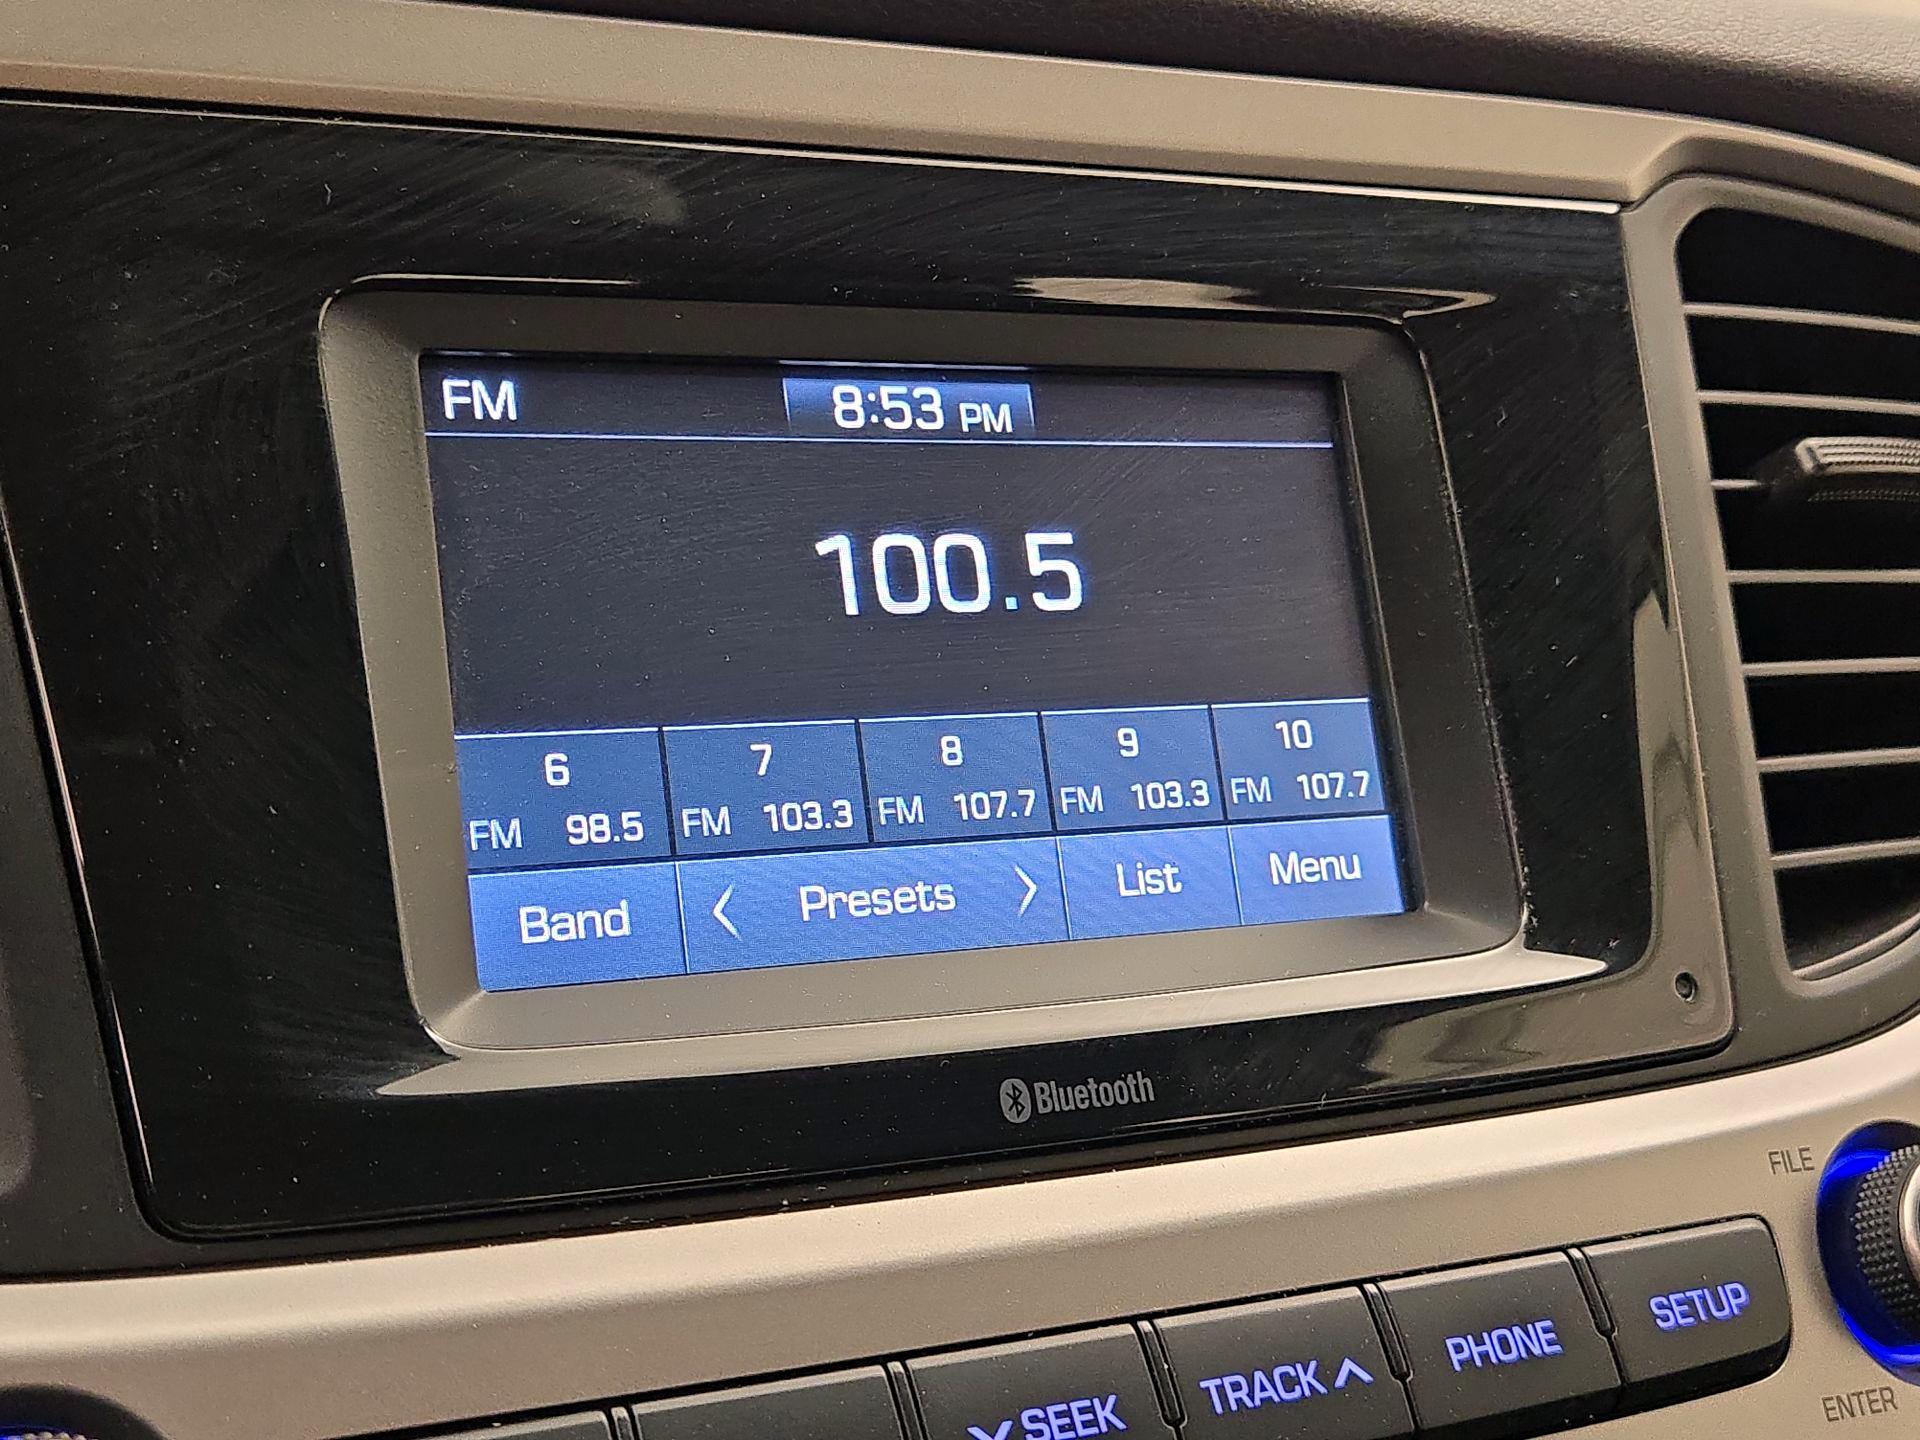 FM 8:53 PM
100.5
6 7 8 9 10
FM 98.5 FM 103.3 FM 107.7 FM 103.3 FM 107.7
Band < Presets > List Menu
Bluetooth
FILE
SEEK TRACK PHONE SETUP
ENTER